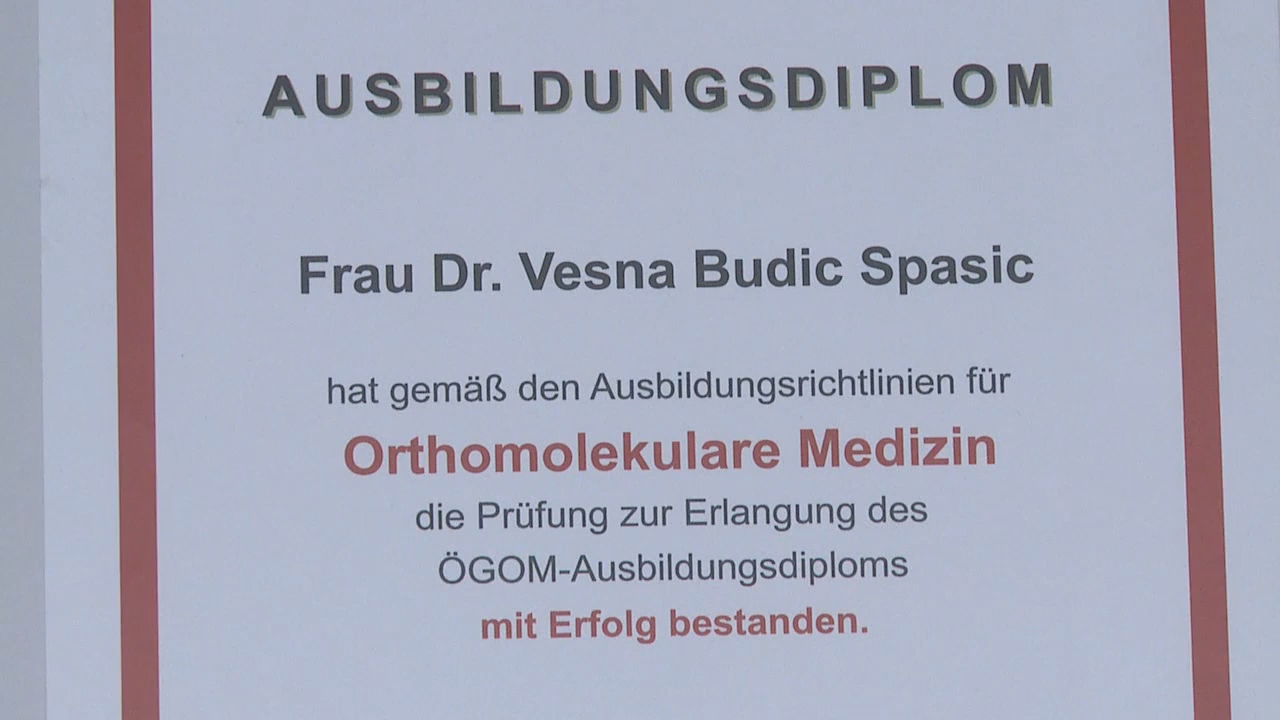 AUSBILDUNGSDIPLOM
Frau Dr. Vesna Budic Spasic
hat gemäß den Ausbildungsrichtlinien für
Orthomolekulare Medizin
die Prüfung zur Erlangung des
ÖGOM-Ausbildungsdiploms
mit Erfolg bestanden.